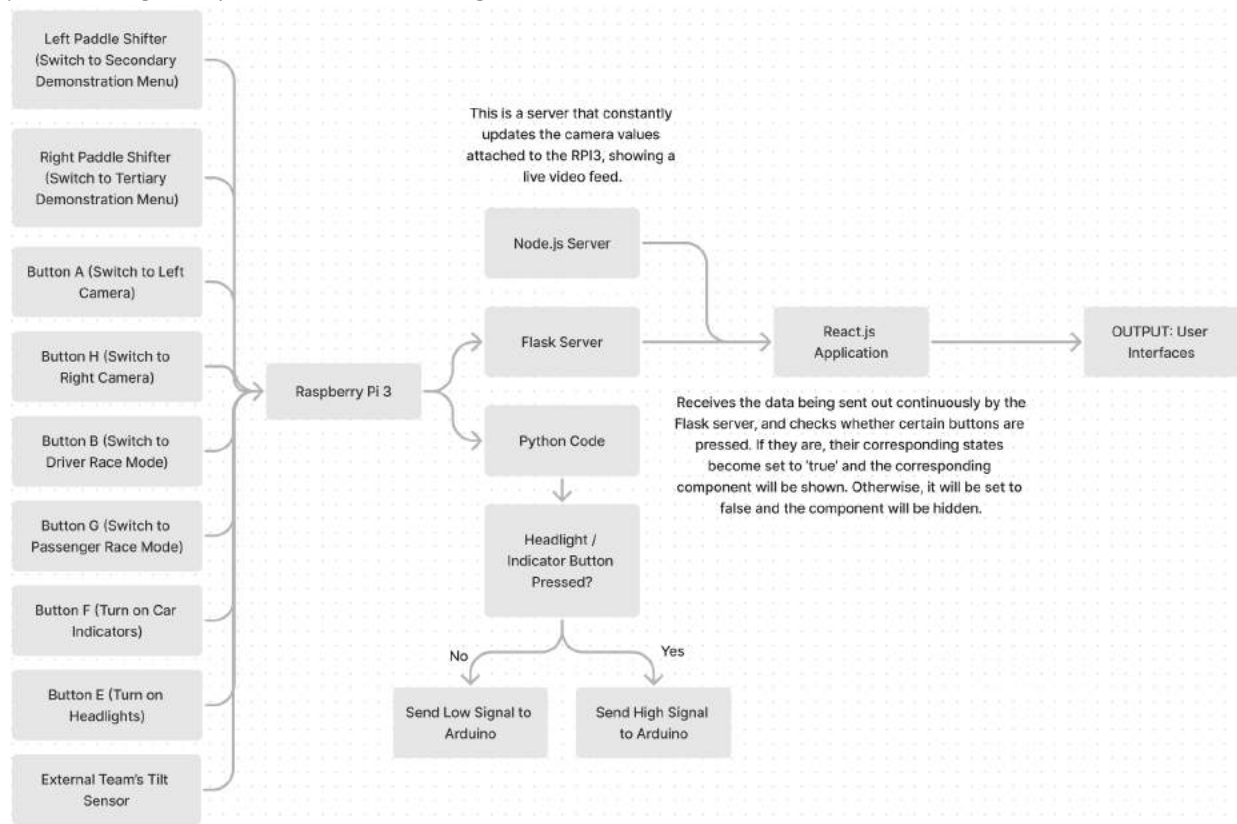 Left Paddle Shifter
(Switch to Secondary
Demonstration Menu)
Right Paddle Shifter
(Switch to Tertiary
Demonstration Menu)
Button A (Switch to Left
Camera)
Button H (Switch to
Right Camera)
Button B (Switch to
Driver Race Mode)
Button G (Switch to
Passenger Race Mode)
Button F (Turn on Car
Indicators)
Button E (Turn on
Headlights)
External Team's Tilt
Sensor
Raspberry Pi 3
This is a server that constantly
updates the camera values
attached to the RPI3, showing a
live video feed.
Node.js Server
Flask Server
Python Code
Headlight /
Indicator Button
Pressed?
No
Yes
Send Low Signal to
Arduino
Send High Signal
to Arduino
React.js
Application
Receives the data being sent out continuously by the
Flask server, and checks whether certain buttons are
pressed. If they are, their corresponding states
become set to 'true' and the corresponding
component will be shown. Otherwise, it will be set to
false and the component will be hidden.
OUTPUT: User
Interfaces